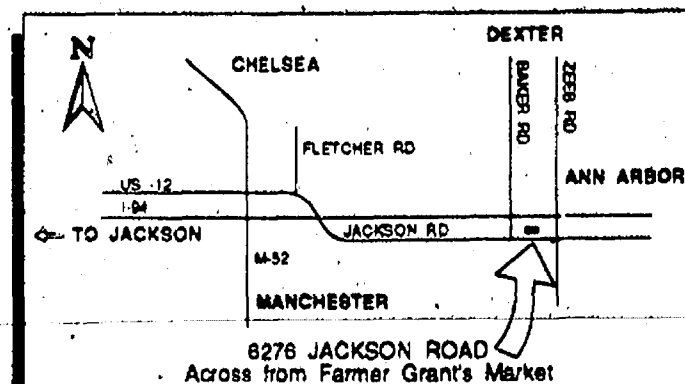 N
DEXTER
CHELSEA
BAKER RD
ZEEB RD
FLETCHER RD
ANN ARBOR
US -12
I-94
TO JACKSON
JACKSON RD
M-52
MANCHESTER
6276 JACKSON ROAD
Across from Farmer Grant's Market